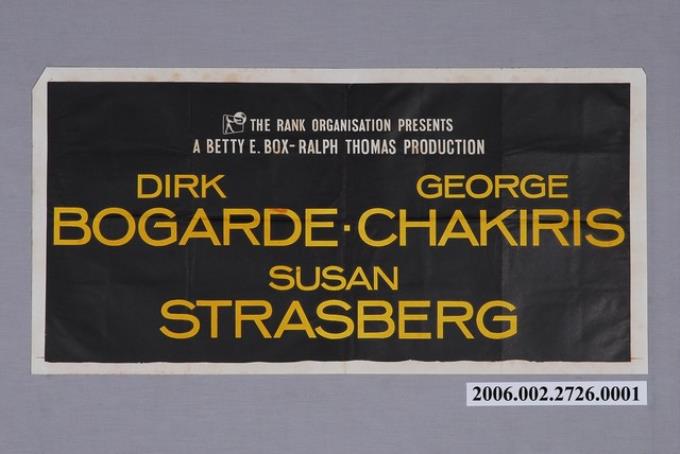 THE RANK ORGANISATION PRESENTS
A BETTY E. BOX-RALPH THOMAS PRODUCTION
DIRK GEORGE
BOGARDE · CHAKIRIS
SUSAN
STRASBERG
2006.002.2726.0001